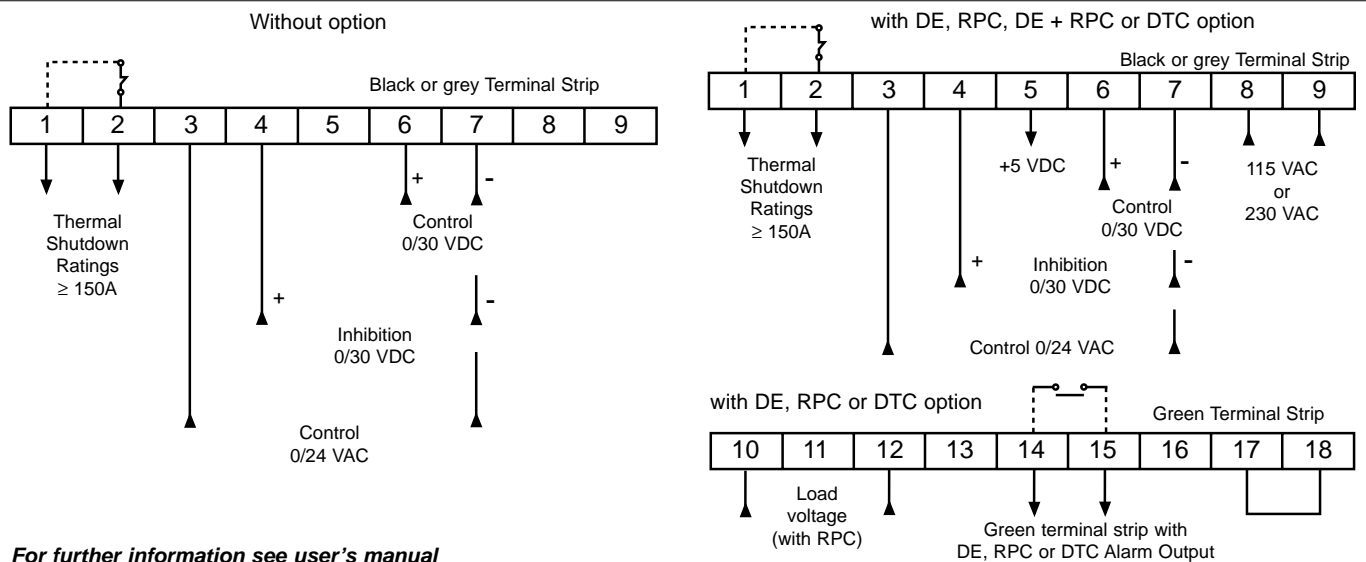 Without option
Black or grey Terminal Strip
1 2 3 4 5 6 7 8 9
+ -
Thermal
Shutdown
Ratings
≥ 150A
Control
0/30 VDC
+ -
Inhibition
0/30 VDC
Control
0/24 VAC
For further information see user's manual
with DE, RPC, DE + RPC or DTC option
Black or grey Terminal Strip
1 2 3 4 5 6 7 8 9
Thermal
Shutdown
Ratings
≥ 150A
+5 VDC
+ -
115 VAC
or
230 VAC
Control
0/30 VDC
+ -
Inhibition
0/30 VDC
Control 0/24 VAC
with DE, RPC or DTC option
Green Terminal Strip
10 11 12 13 14 15 16 17 18
Load
voltage
(with RPC)
Green terminal strip with
DE, RPC or DTC Alarm Output